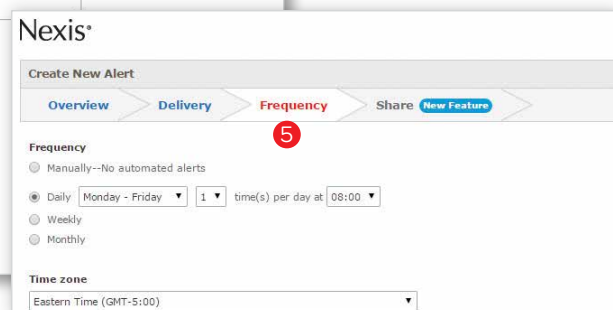 Nexis®
Create New Alert
Overview Delivery Frequency Share New Feature
5
Frequency
Manually--No automated alerts
Daily Monday - Friday 1 time(s) per day at 08:00
Weekly
Monthly
Time zone
Eastern Time (GMT-5:00)